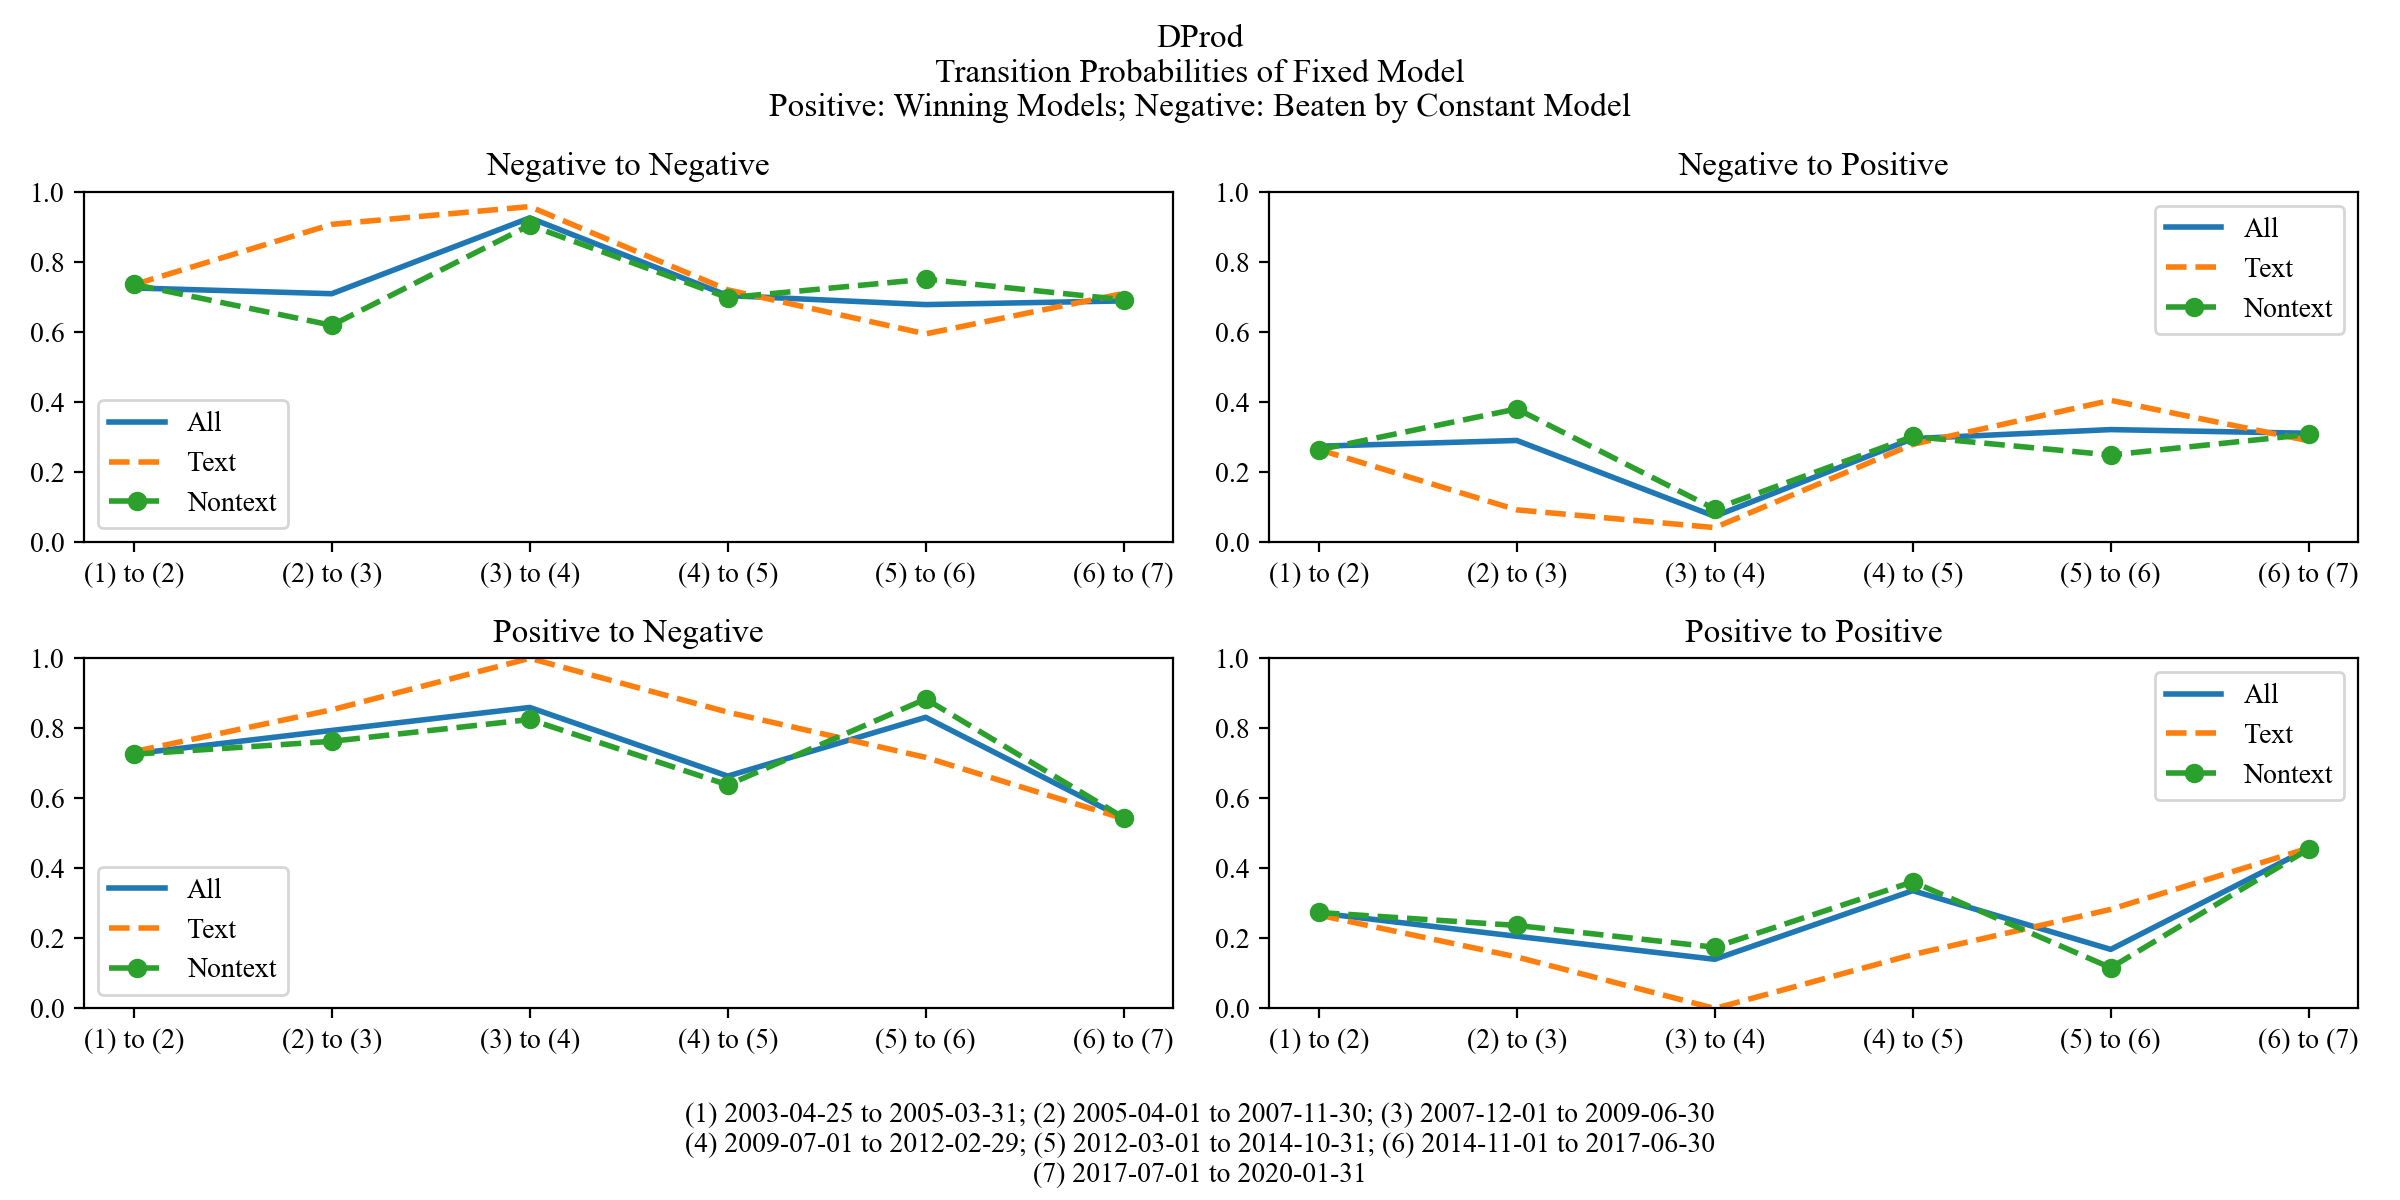 DProd
Transition Probabilities of Fixed Model
Positive: Winning Models; Negative: Beaten by Constant Model
Negative to Negative
1.0
0.8
0.6
0.4
0.2
0.0
All
Text
Nontext
(1) to (2) (2) to (3) (3) to (4) (4) to (5) (5) to (6) (6) to (7)
Negative to Positive
1.0
0.8
0.6
0.4
0.2
0.0
All
Text
Nontext
(1) to (2) (2) to (3) (3) to (4) (4) to (5) (5) to (6) (6) to (7)
Positive to Negative
1.0
0.8
0.6
0.4
0.2
0.0
All
Text
Nontext
(1) to (2) (2) to (3) (3) to (4) (4) to (5) (5) to (6) (6) to (7)
Positive to Positive
1.0
0.8
0.6
0.4
0.2
0.0
All
Text
Nontext
(1) to (2) (2) to (3) (3) to (4) (4) to (5) (5) to (6) (6) to (7)
(1) 2003-04-25 to 2005-03-31; (2) 2005-04-01 to 2007-11-30; (3) 2007-12-01 to 2009-06-30
(4) 2009-07-01 to 2012-02-29; (5) 2012-03-01 to 2014-10-31; (6) 2014-11-01 to 2017-06-30
(7) 2017-07-01 to 2020-01-31